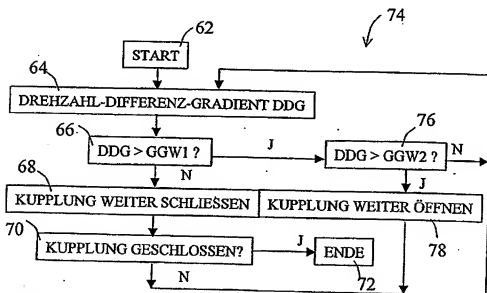 74
62
START
64
DREHZAHL-DIFFERENZ-GRADIENT DDG
66
DDG > GGW1 ?
J
76
DDG > GGW2 ?
N
N
J
68
KUPPLUNG WEITER SCHLIESSEN
KUPPLUNG WEITER ÖFFNEN
70
KUPPLUNG GESCHLOSSEN?
J
ENDE
78
72
N